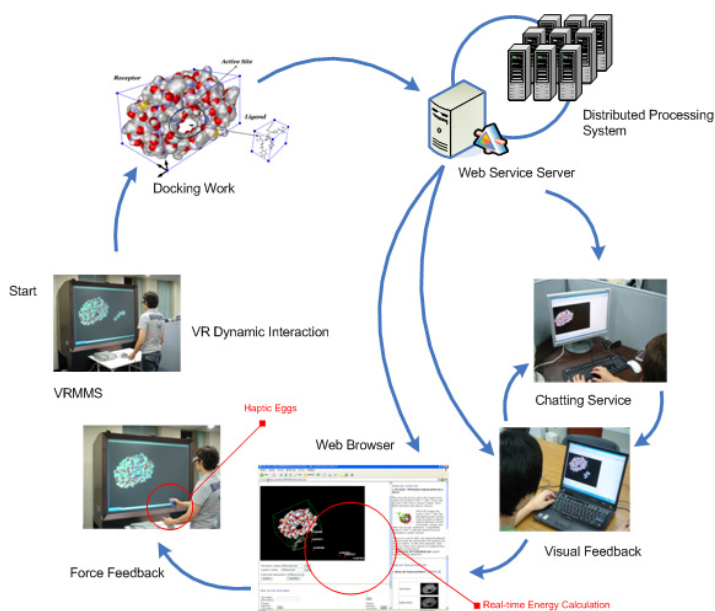 Active Site
Receptor
Ligand
Docking Work
Distributed Processing
System
Web Service Server
Start
VR Dynamic Interaction
VRMMS
Chatting Service
Haptic Eggs
Web Browser
Force Feedback
Visual Feedback
Real-time Energy Calculation